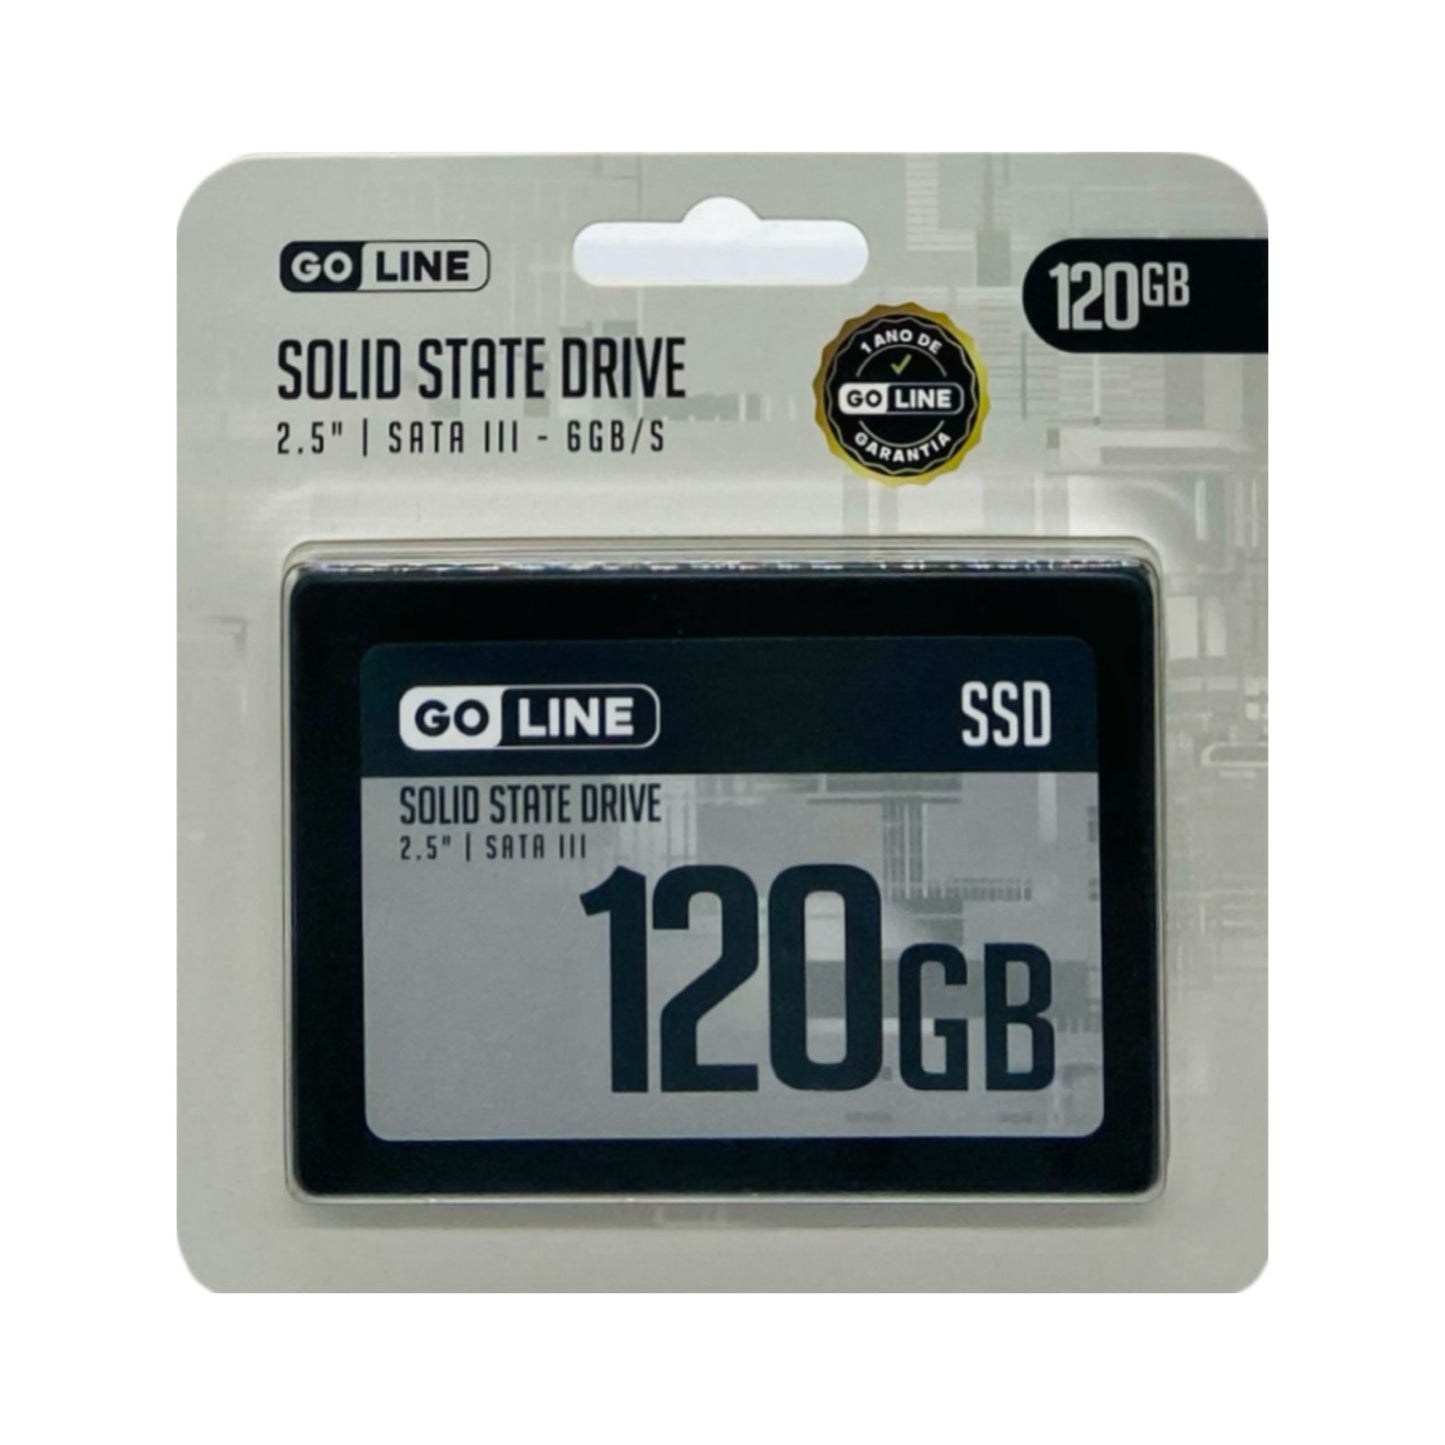 GO LINE
120GB
SOLID STATE DRIVE
2.5" | SATA III - 6GB/S
1 ANO DE
GO LINE
GARANTIA
GO LINE
SSD
SOLID STATE DRIVE
2.5" | SATA III
120GB